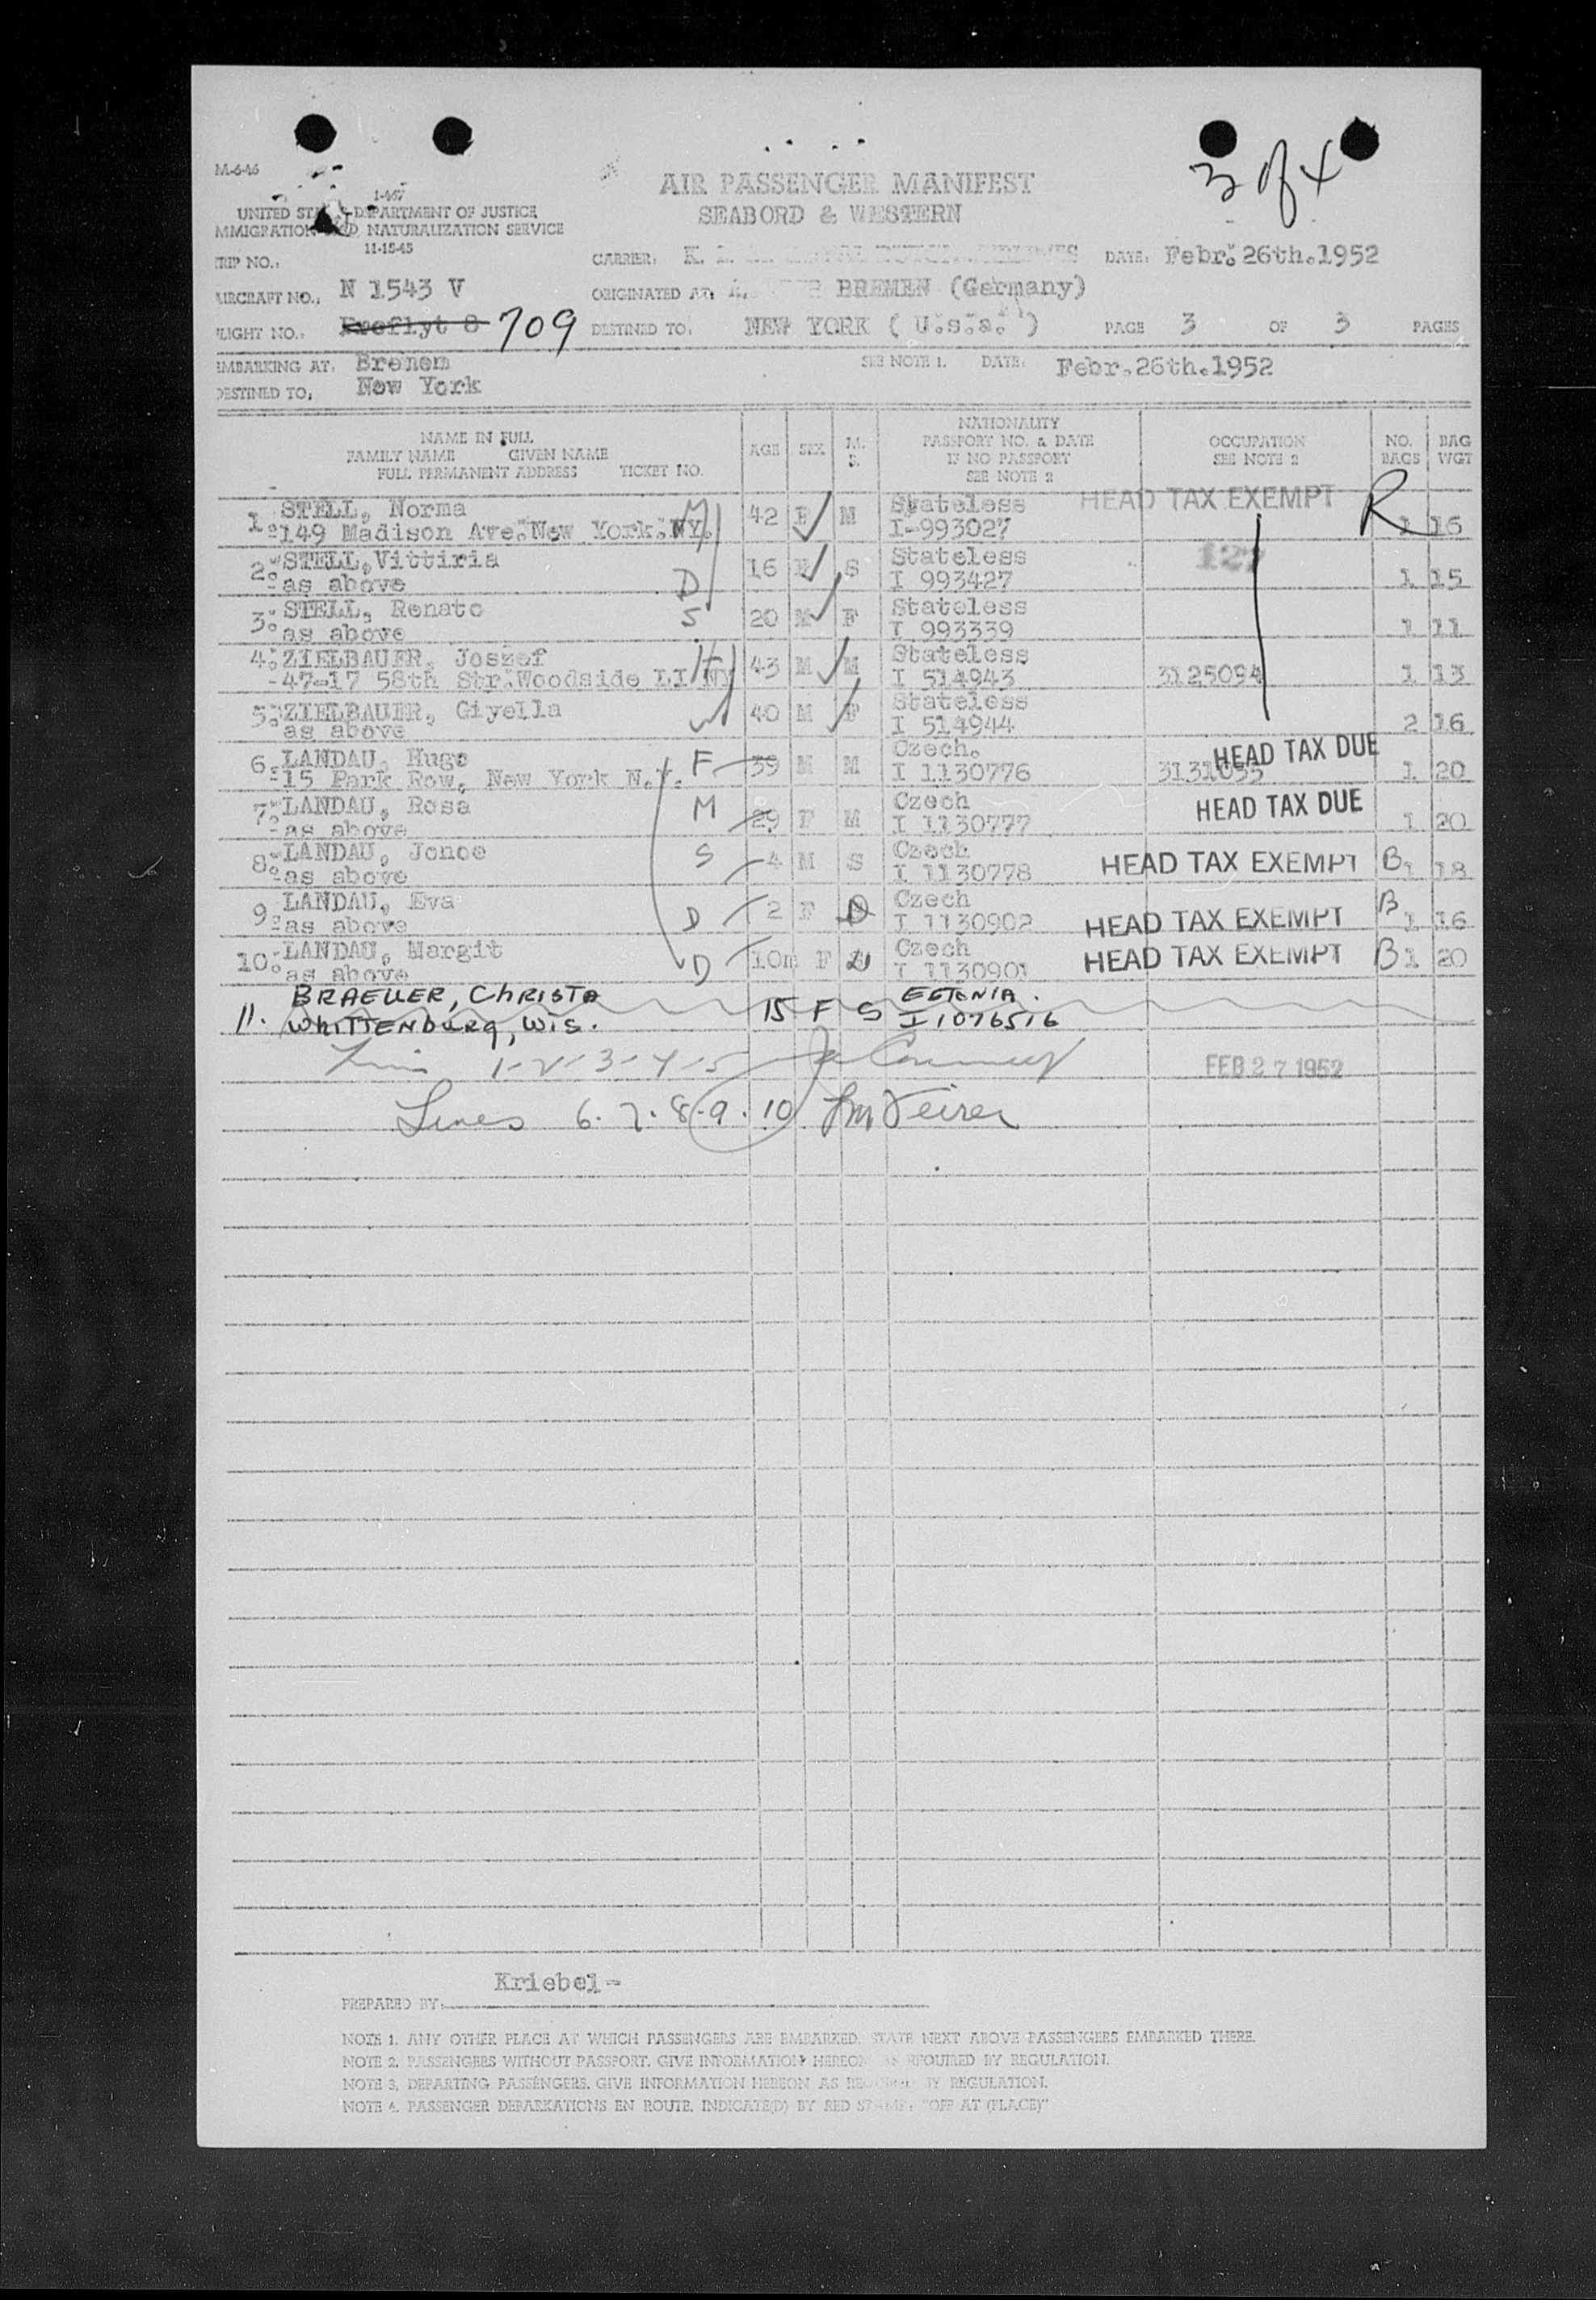 3 of 4
M-6-46
AIR PASSENGER MANIFEST
I-467
UNITED STATES DEPARTMENT OF JUSTICE
SEABORD & WESTERN
MMIGRATION AND NATURALIZATION SERVICE
11-15-45
TRIP NO.:
CARRIER: K. L. DATE: Febr. 26th.1952
AIRCRAFT NO.: N 1543 V
ORIGINATED AT: BREMEN (Germany)
FLIGHT NO.: Proflyt 8 709 DESTINED TO: NEW YORK ( U.s.a. ) PAGE 3 OF 3 PAGES
EMBARKING AT: Bremem SEE NOTE 1. DATE: Febr.26th.1952
DESTINED TO: New York
NAME IN FULL
FAMILY NAME GIVEN NAME
FULL PERMANENT ADDRESS TICKET NO.
AGE SEX M. S.
NATIONALITY
PASSPORT NO. & DATE
IF NO PASSPORT
SEE NOTE 2
OCCUPATION
SEE NOTE 2
NO. BAGS
BAG WGT
1. STELL, Norma M 42 F M Stateless HEAD TAX EXEMPT R
149 Madison Ave.New York.NY. I-993027 1 16
2. STELL,Vittiria D 16 F S Stateless
as above I 993427 1 15
3. STELL, Renato S 20 M F Stateless
as above I 993339 1 11
4. ZIELBAUER, Joszef H 43 M M Stateless
47-17 58th Str.Woodside LI NY I 514943 3125094 1 13
5. ZIELBAUER, Giyella W 40 M F Stateless
as above I 514944 2 16
6. LANDAU, Hugo F 39 M M Czech. HEAD TAX DUE
15 Park Row, New York N.Y. I 1130776 3131055 1 20
7. LANDAU, Rosa M 29 F M Czech HEAD TAX DUE
as above I 1130777 1 20
8. LANDAU, Jonoe S 4 M S Czech HEAD TAX EXEMPT B
as above I 1130778 1 18
9. LANDAU, Eva D 2 F D Czech HEAD TAX EXEMPT B
as above I 1130902 1 16
10. LANDAU, Margit D 10m F Czech HEAD TAX EXEMPT B
as above I 1130901 1 20
11. BRAEUER, CHRISTA 15 F S ESTONIA.
WHITTENBURG, WIS. I 1076516
1-2-3-4-5
FEB 27 1952
Lines 6. 7. 8. 9. 10
Kriebel-
PREPARED BY:
NOTE 1. ANY OTHER PLACE AT WHICH PASSENGERS ARE EMBARKED. STATE NEXT ABOVE PASSENGERS EMBARKED THERE.
NOTE 2. PASSENGERS WITHOUT PASSPORT. GIVE INFORMATION HEREON AS REQUIRED BY REGULATION.
NOTE 3. DEPARTING PASSENGERS. GIVE INFORMATION HEREON AS REQUIRED BY REGULATION.
NOTE 4. PASSENGER DEBARKATIONS EN ROUTE. INDICATE(D) BY RED STAMP: "OFF AT (PLACE)"